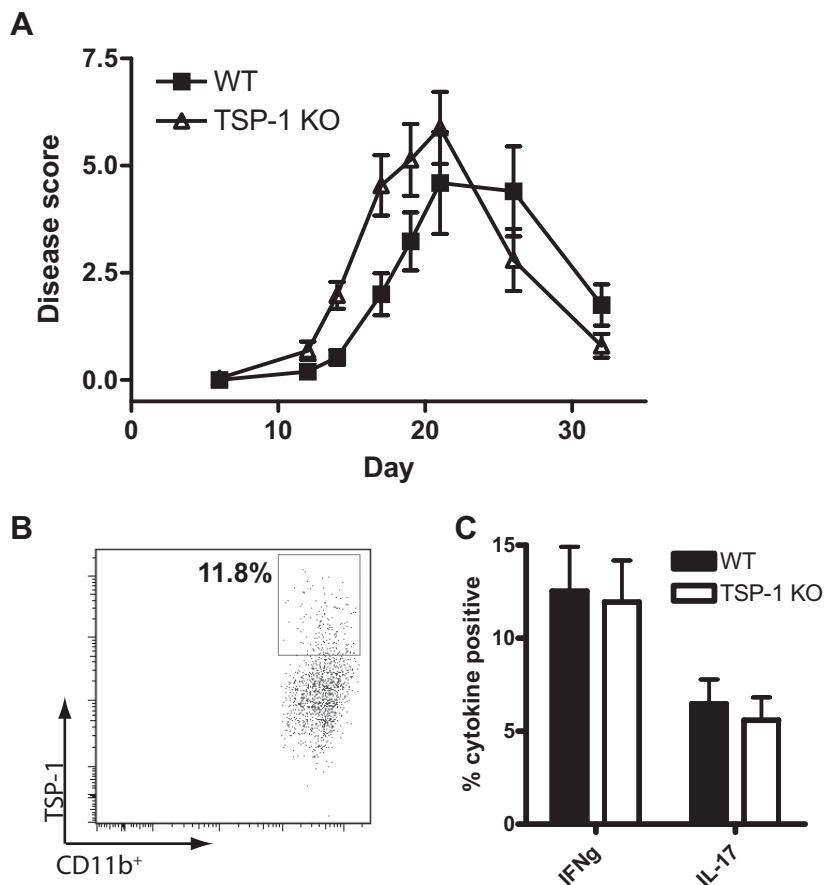 A
7.5
WT
TSP-1 KO
5.0
Disease score
2.5
0.0
0 10 20 30
Day
B
11.8%
TSP-1
CD11b⁺
C
15
WT
TSP-1 KO
10
% cytokine positive
5
0
IFNg IL-17